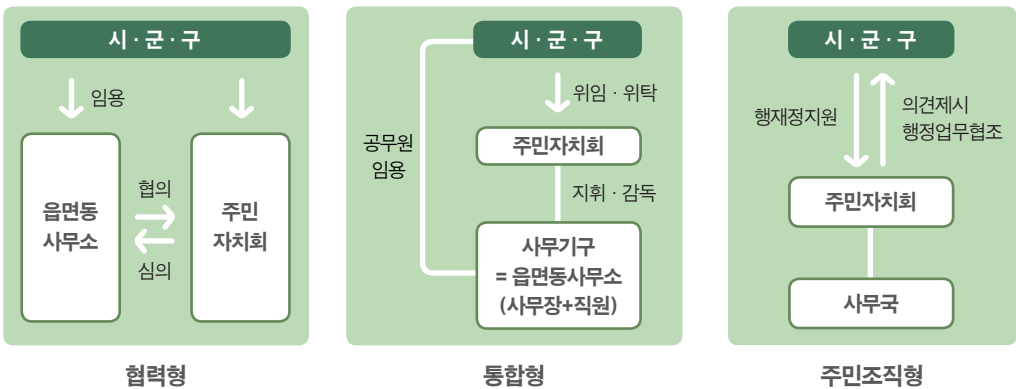 시·군·구
임용
읍면동
사무소
협의
심의
주민
자치회
협력형
시·군·구
위임·위탁
공무원
임용
주민자치회
지휘·감독
사무기구
= 읍면동사무소
(사무장+직원)
통합형
시·군·구
행재정지원
의견제시
행정업무협조
주민자치회
사무국
주민조직형